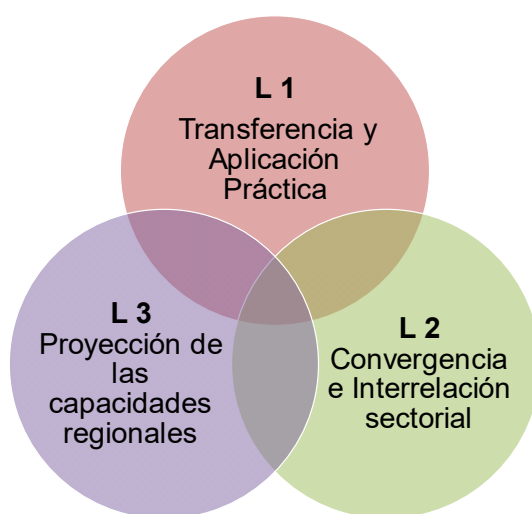 L 1
Transferencia y
Aplicación
Práctica
L 3
Proyección de
las
capacidades
regionales
L 2
Convergencia
e Interrelación
sectorial